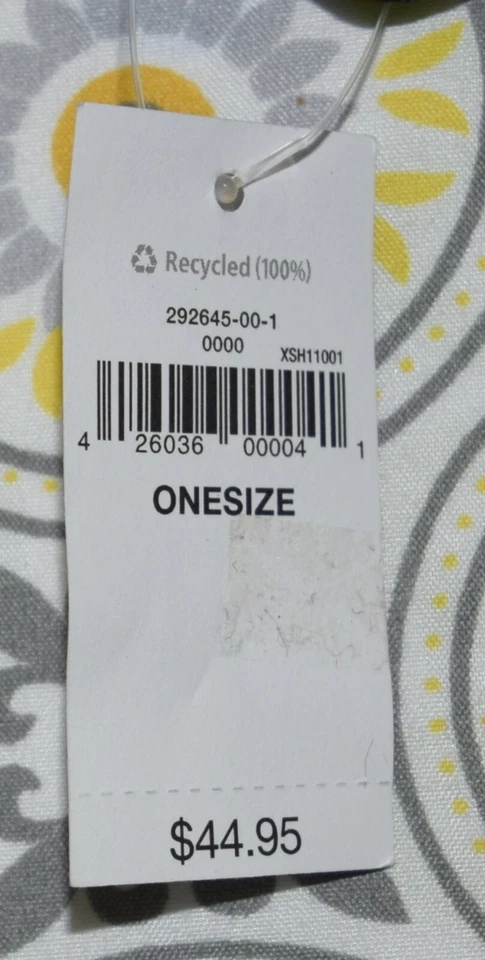 Recycled (100%)
292645-00-1
0000
XSH11001
4 26036 00004 1
ONESIZE
$44.95